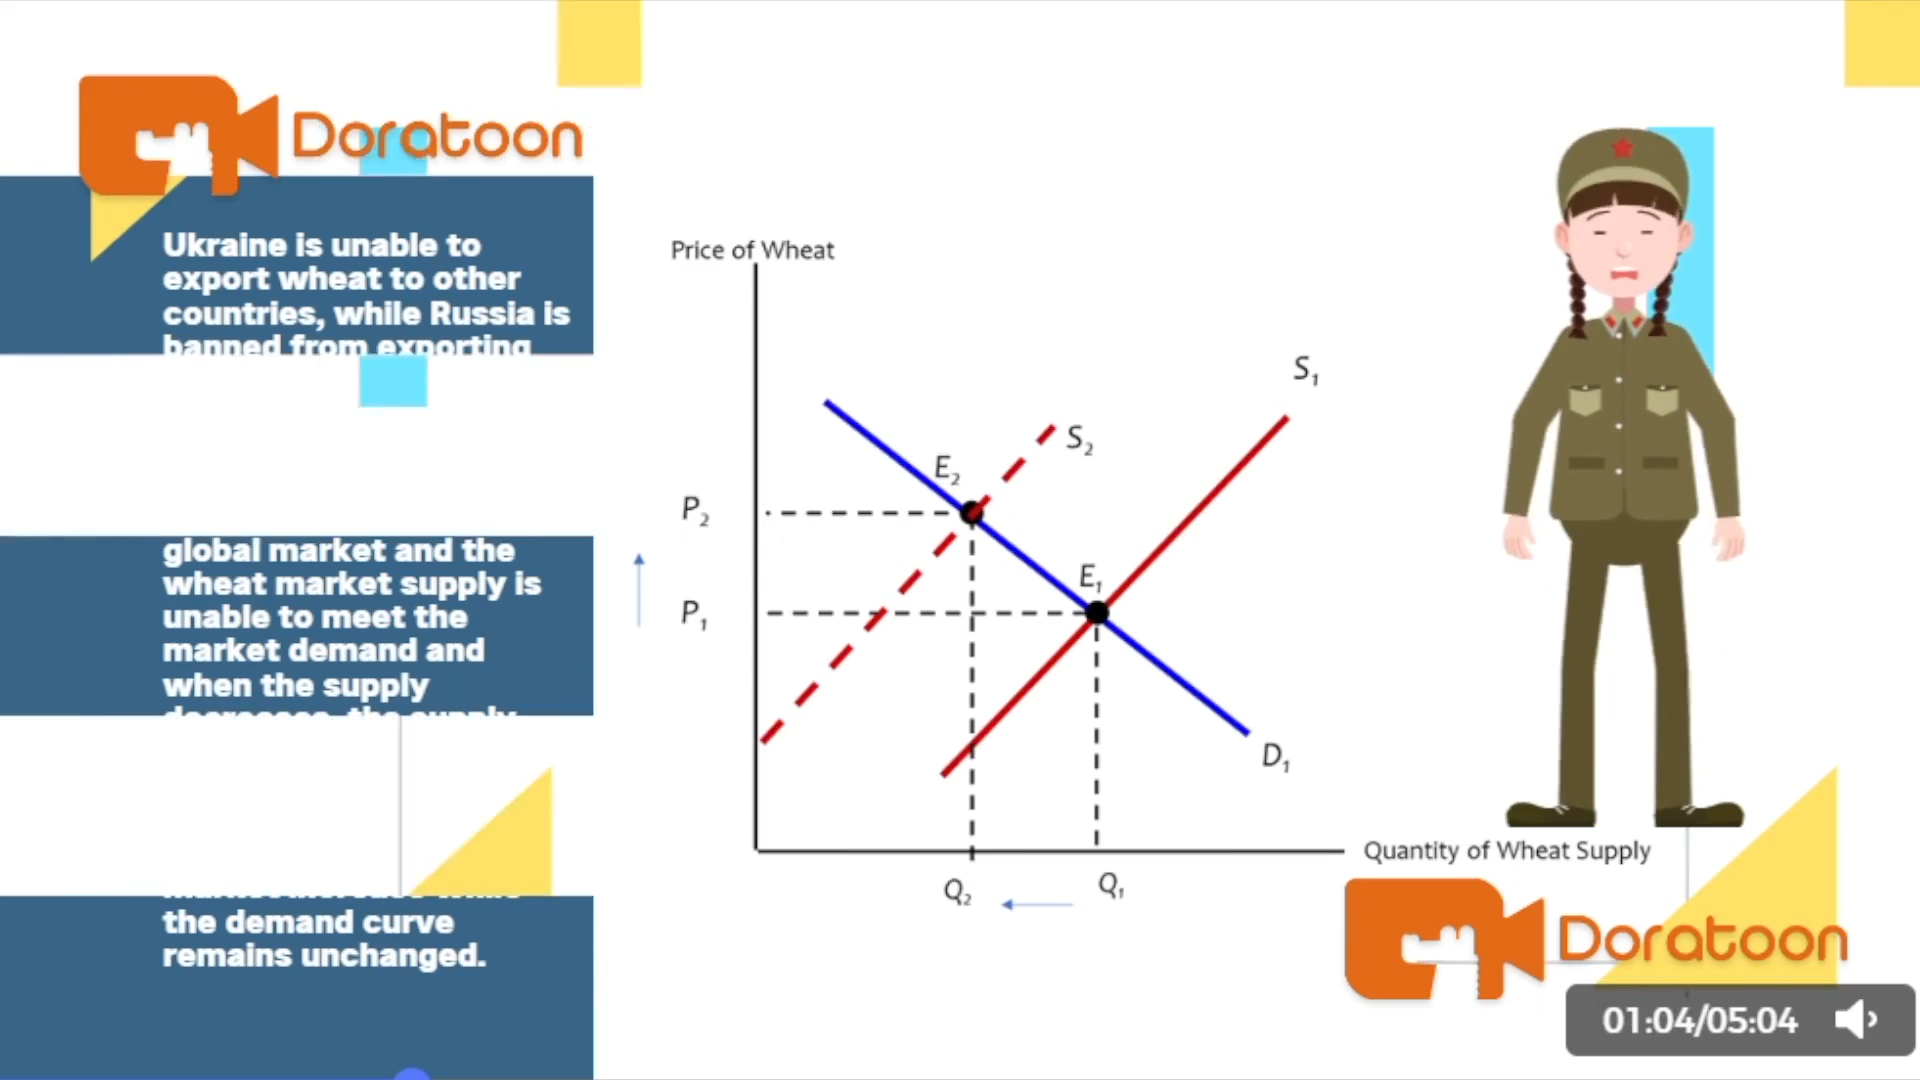 Doratoon
Ukraine is unable to
export wheat to other
countries, while Russia is
banned from exporting
global market and the
wheat market supply is
unable to meet the
market demand and
when the supply
decreases, the supply
the demand curve
remains unchanged.
Price of Wheat
S1
S2
E2
P2
E1
P1
D1
Quantity of Wheat Supply
Q2
Q1
Doratoon
01:04/05:04